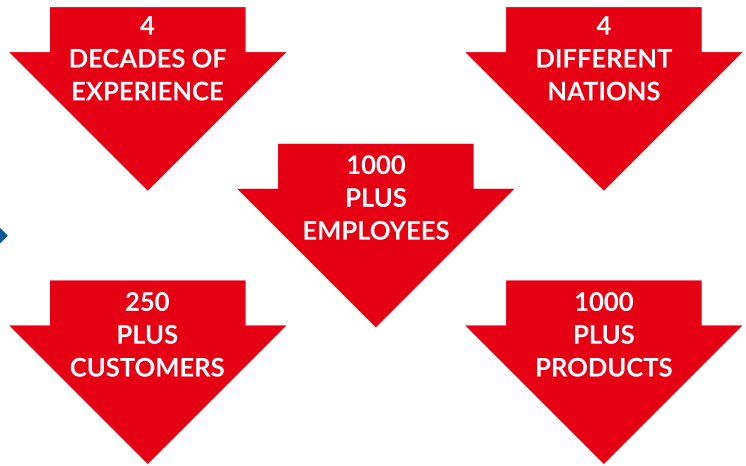 4
DECADES OF
EXPERIENCE
4
DIFFERENT
NATIONS
1000
PLUS
EMPLOYEES
250
PLUS
CUSTOMERS
1000
PLUS
PRODUCTS